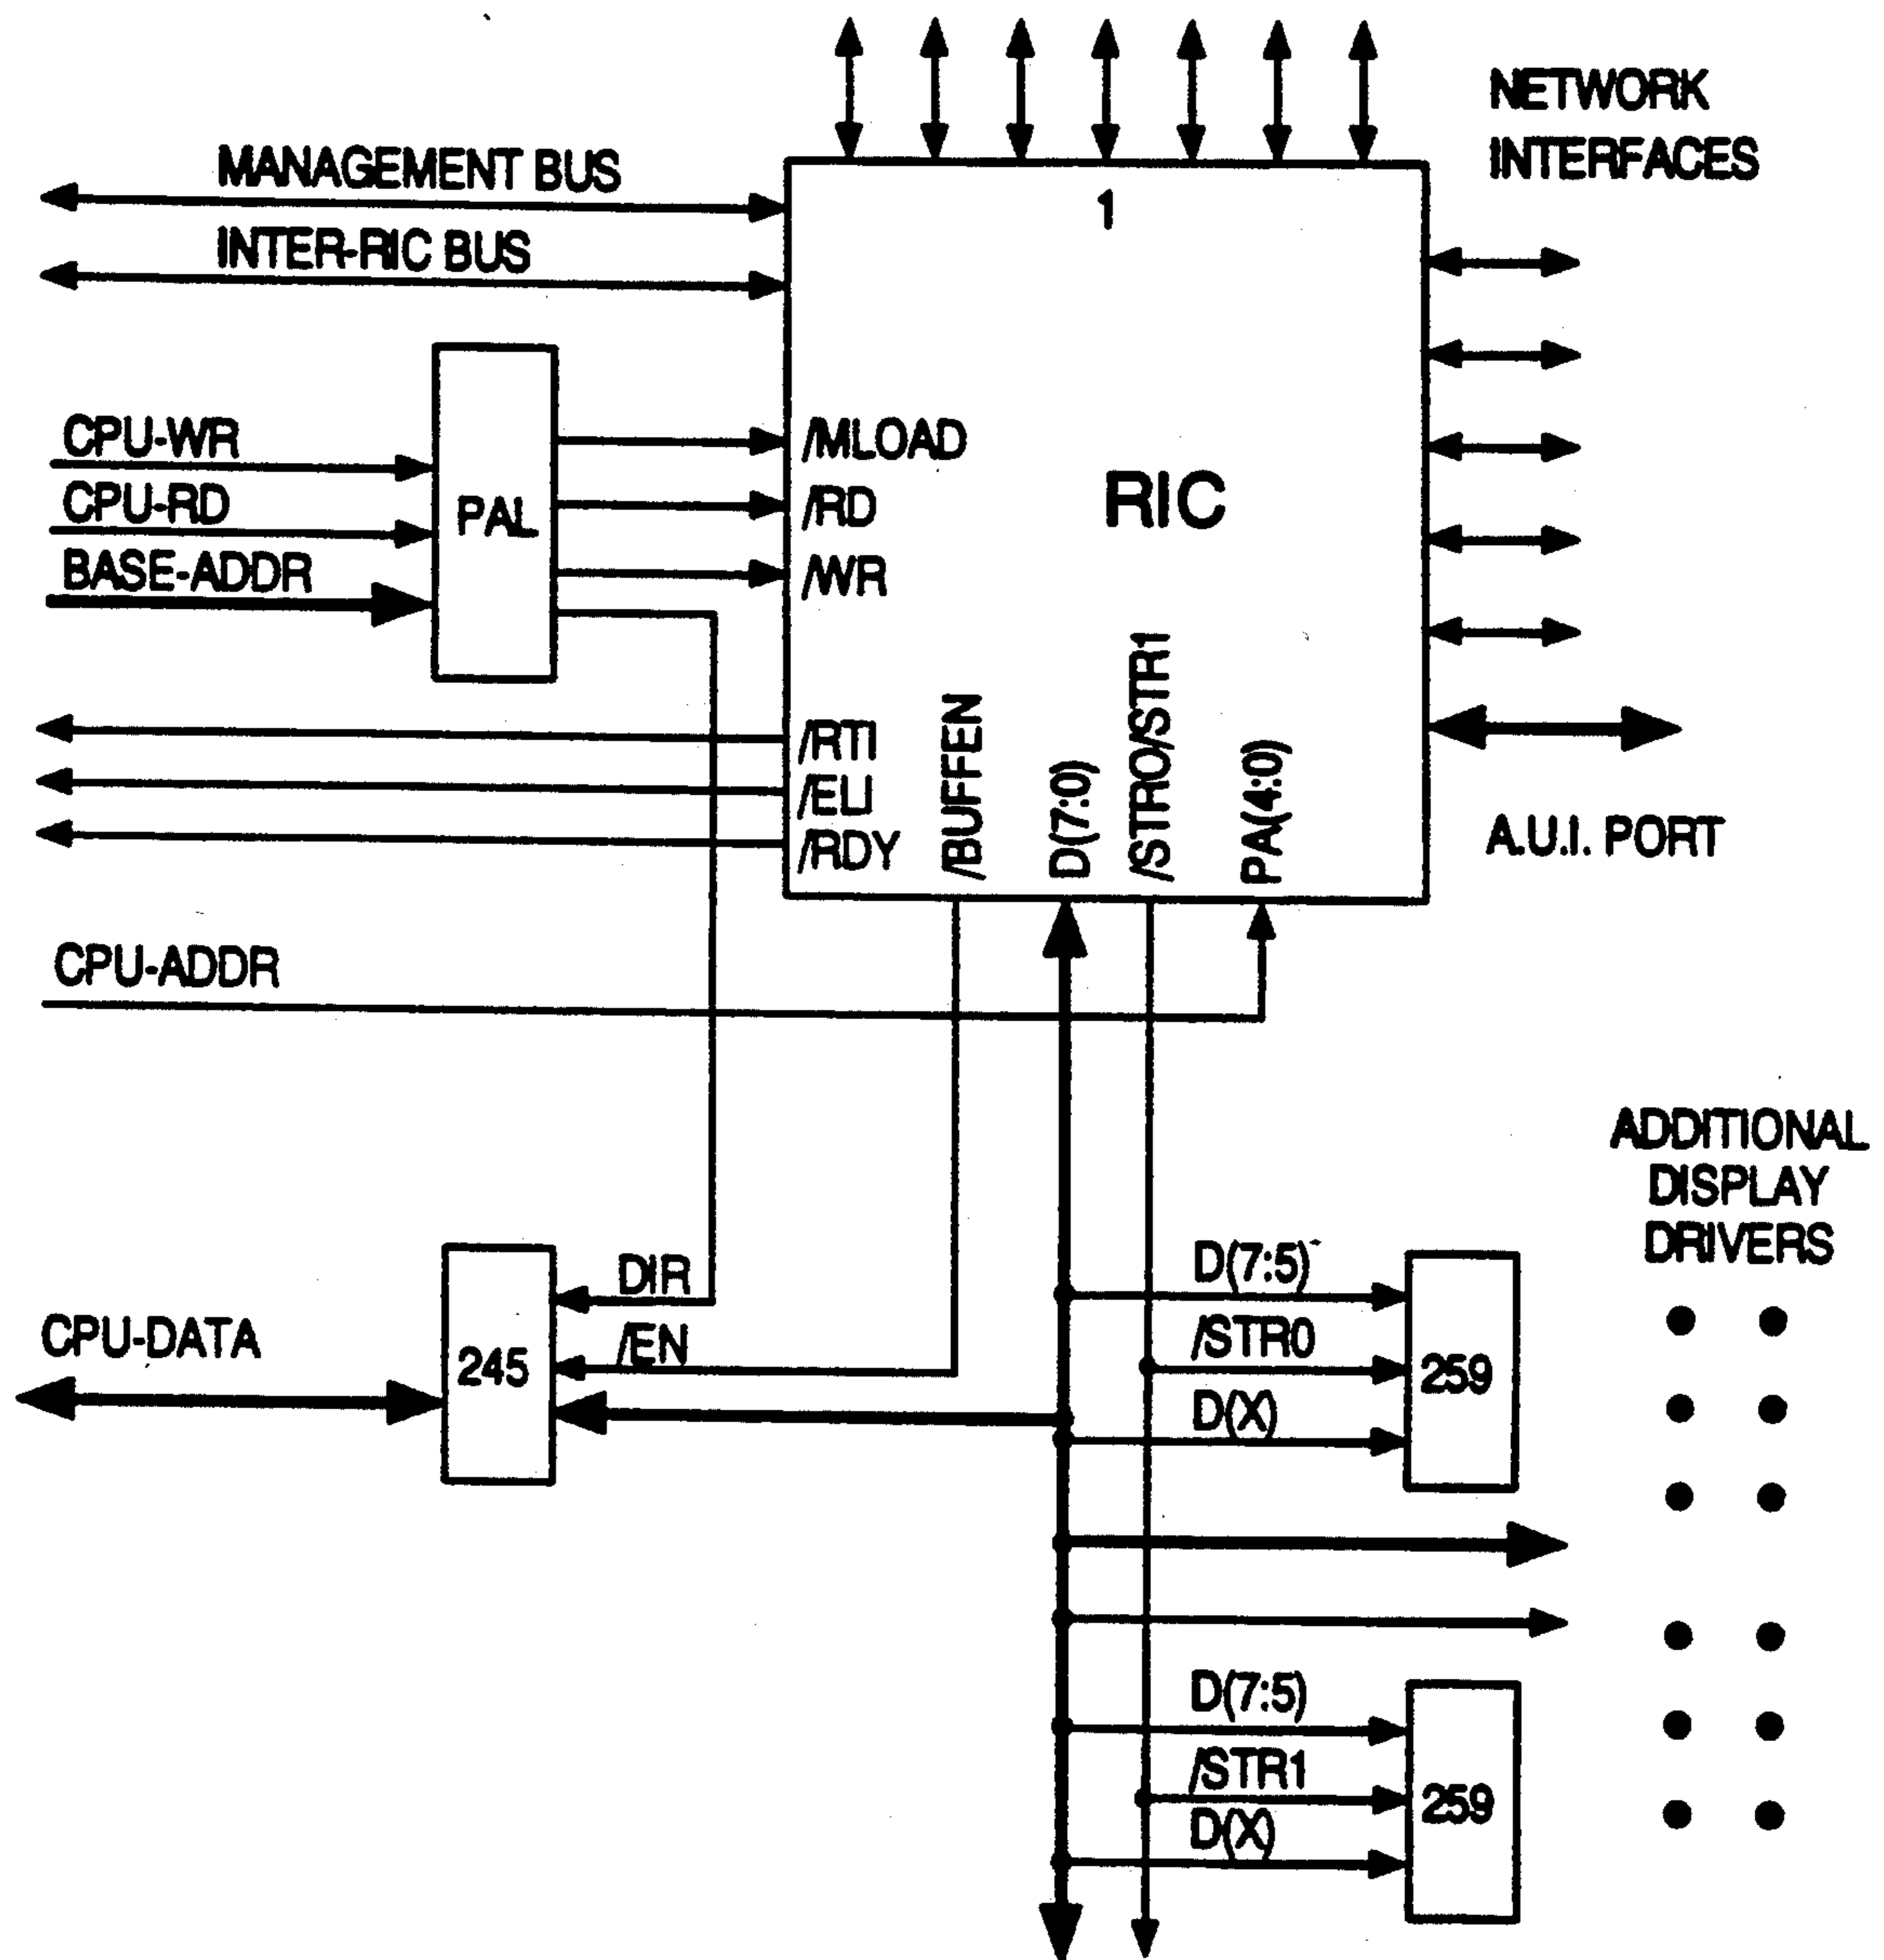 NETWORK
INTERFACES
MANAGEMENT BUS
INTER-RIC BUS
1
RIC
CPU-WR
CPU-RD
BASE-ADDR
PAL
/MLOAD
/RD
/WR
/RTI
/ELI
/RDY
/BUFFEN
D(7:0)
/STR0/STR1
PA(4:0)
A.U.I. PORT
CPU-ADDR
ADDITIONAL
DISPLAY
DRIVERS
DIR
/EN
CPU-DATA
245
D(7:5)
/STR0
D(X)
259
D(7:5)
/STR1
D(X)
259